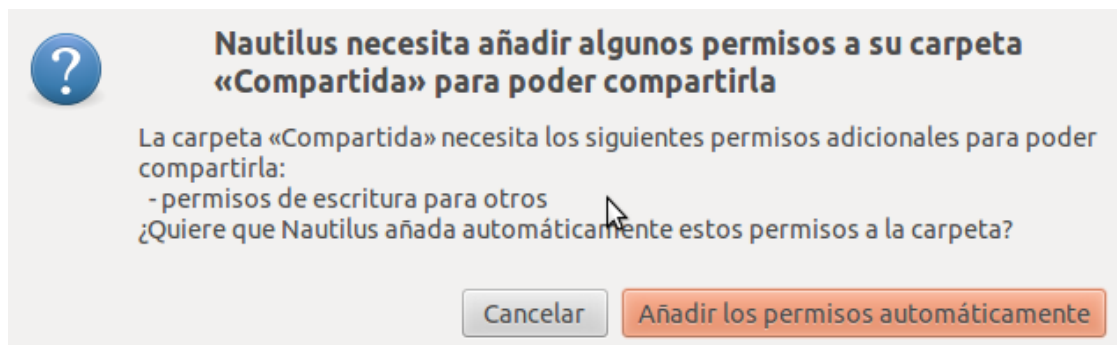 Nautilus necesita añadir algunos permisos a su carpeta
«Compartida» para poder compartirla
La carpeta «Compartida» necesita los siguientes permisos adicionales para poder
compartirla:
- permisos de escritura para otros
¿Quiere que Nautilus añada automáticamente estos permisos a la carpeta?
Cancelar
Añadir los permisos automáticamente